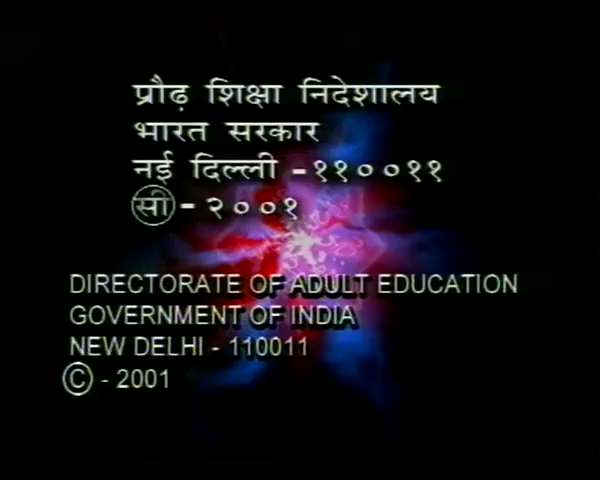 प्रौढ़ शिक्षा निदेशालय
भारत सरकार
नई दिल्ली -११००११
सी - २००१
DIRECTORATE OF ADULT EDUCATION
GOVERNMENT OF INDIA
NEW DELHI - 110011
© - 2001